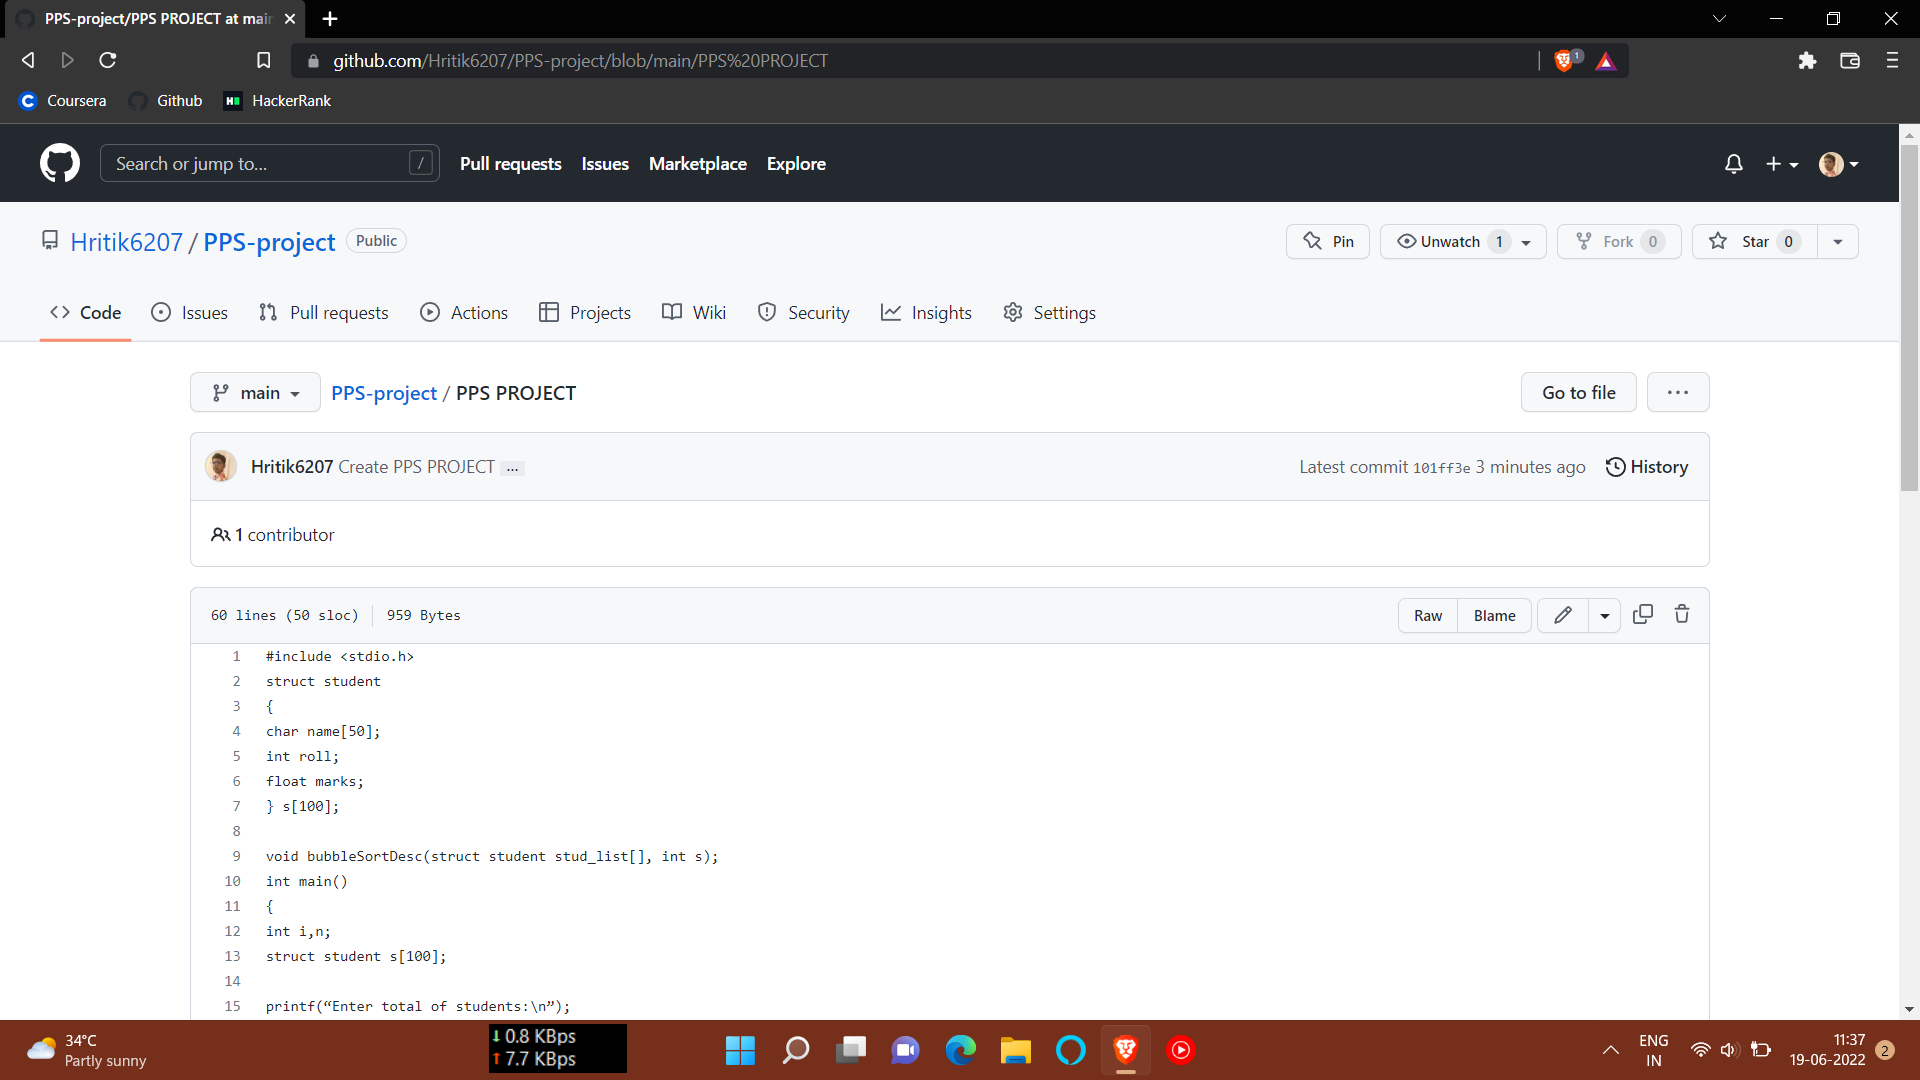 PPS-project/PPS PROJECT at mai
github.com/Hritik6207/PPS-project/blob/main/PPS%20PROJECT
1
Coursera
Github
HackerRank
Search or jump to...
/
Pull requests
Issues
Marketplace
Explore
Hritik6207 / PPS-project
Public
Pin
Unwatch 1
Fork 0
Star 0
Code
Issues
Pull requests
Actions
Projects
Wiki
Security
Insights
Settings
main
PPS-project / PPS PROJECT
Go to file
...
Hritik6207 Create PPS PROJECT ...
Latest commit 101ff3e 3 minutes ago
History
1 contributor
60 lines (50 sloc)
959 Bytes
Raw
Blame
1 #include <stdio.h>
2 struct student
3 {
4 char name[50];
5 int roll;
6 float marks;
7 } s[100];
8
9 void bubbleSortDesc(struct student stud_list[], int s);
10 int main()
11 {
12 int i,n;
13 struct student s[100];
14
15 printf(“Enter total of students:\n”);
34°C
Partly sunny
0.8 KBps
7.7 KBps
ENG
IN
11:37
19-06-2022
2